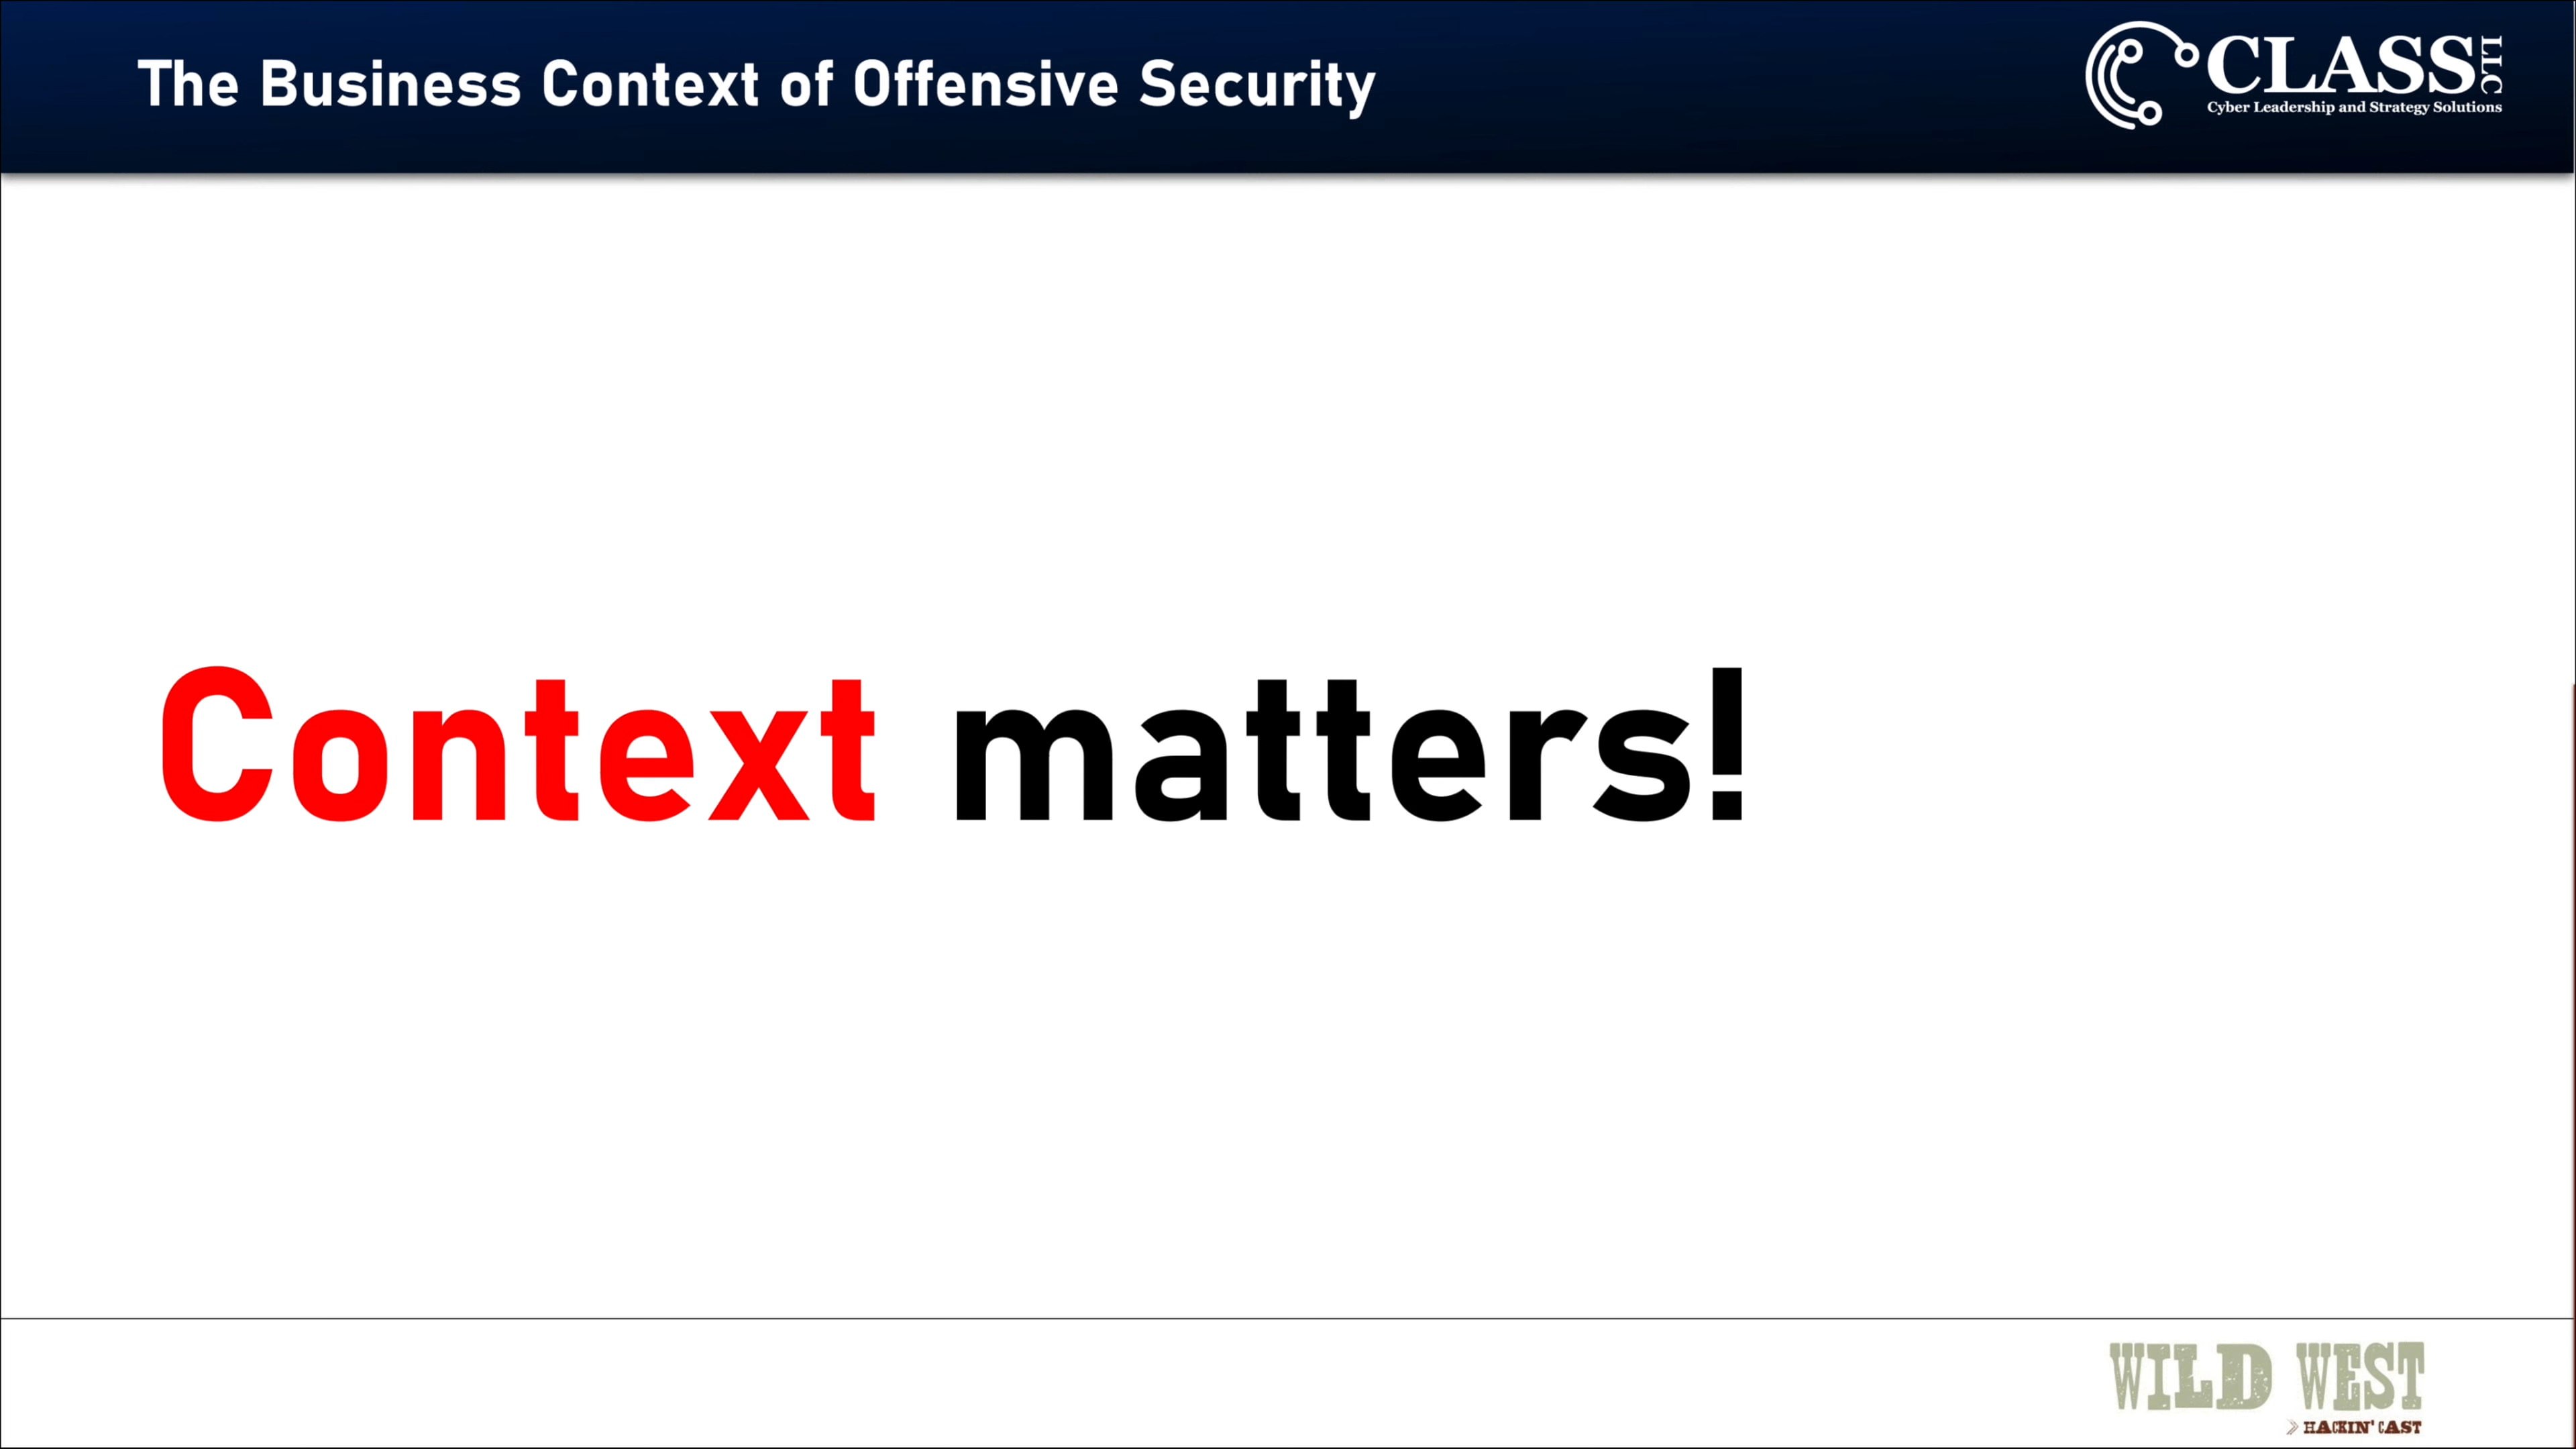 The Business Context of Offensive Security
CLASS LLC
Cyber Leadership and Strategy Solutions
Context matters!
WILD WEST
HACKIN' CAST